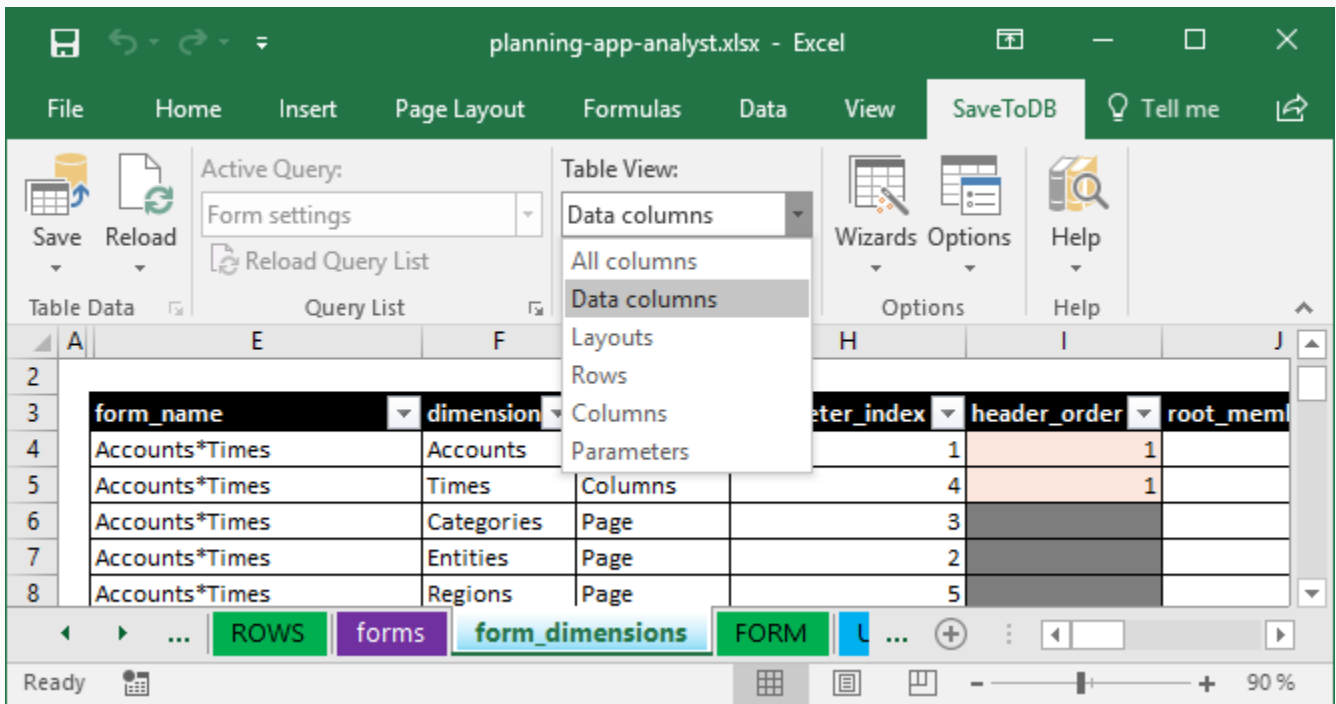 planning-app-analyst.xlsx - Excel
File Home Insert Page Layout Formulas Data View SaveToDB Tell me
Active Query: Table View:
Form settings Data columns
Save Reload Wizards Options Help
Reload Query List All columns
Data columns
Table Data Query List Options Help
Layouts
Rows
Columns
Parameters
A E F H I J
2
3 form_name dimension eter_index header_order root_meml
4 Accounts*Times Accounts 1 1
5 Accounts*Times Times Columns 4 1
6 Accounts*Times Categories Page 3
7 Accounts*Times Entities Page 2
8 Accounts*Times Regions Page 5
... ROWS forms form_dimensions FORM U ...
Ready 90 %